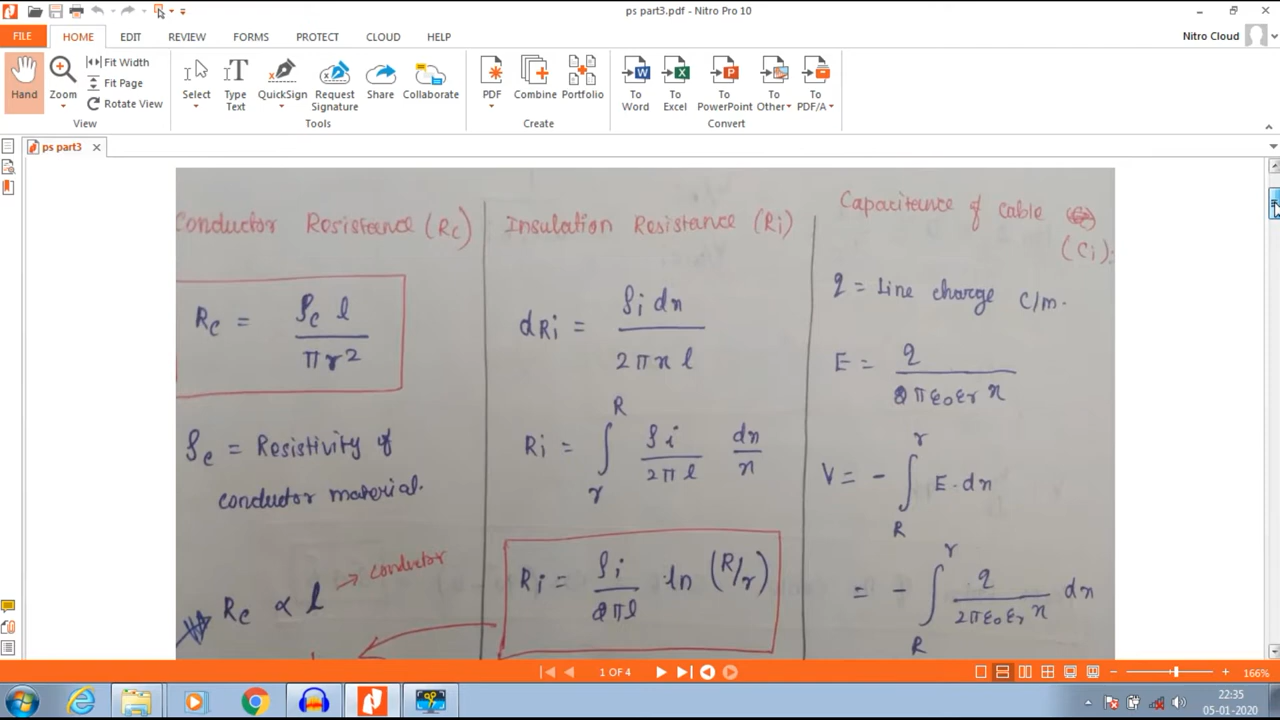 ps part3.pdf - Nitro Pro 10
FILE HOME EDIT REVIEW FORMS PROTECT CLOUD HELP
Nitro Cloud
Hand
Zoom
Fit Width
Fit Page
Rotate View
View
Select
Type Text
QuickSign
Request Signature
Share
Collaborate
Tools
PDF
Combine
Portfolio
Create
To Word
To Excel
To PowerPoint
To Other
To PDF/A
Convert
ps part3
Conductor Resistance (Rc)
Rc = ρc l / πr²
ρc = Resistivity of
conductor material.
Rc ∝ l → conductor
Insulation Resistance (Ri)
dRi = ρi dx / 2πx l
Ri = ∫_r^R ρi / 2πl dx/x
Ri = ρi / 2πl ln (R/r)
Capacitance of cable
(Ci):
q = Line charge C/m.
E = q / 2πε0εr x
V = - ∫_R^r E·dx
= - ∫_R^r q / 2πε0εr x dx
1 OF 4
166%
22:35
05-01-2020